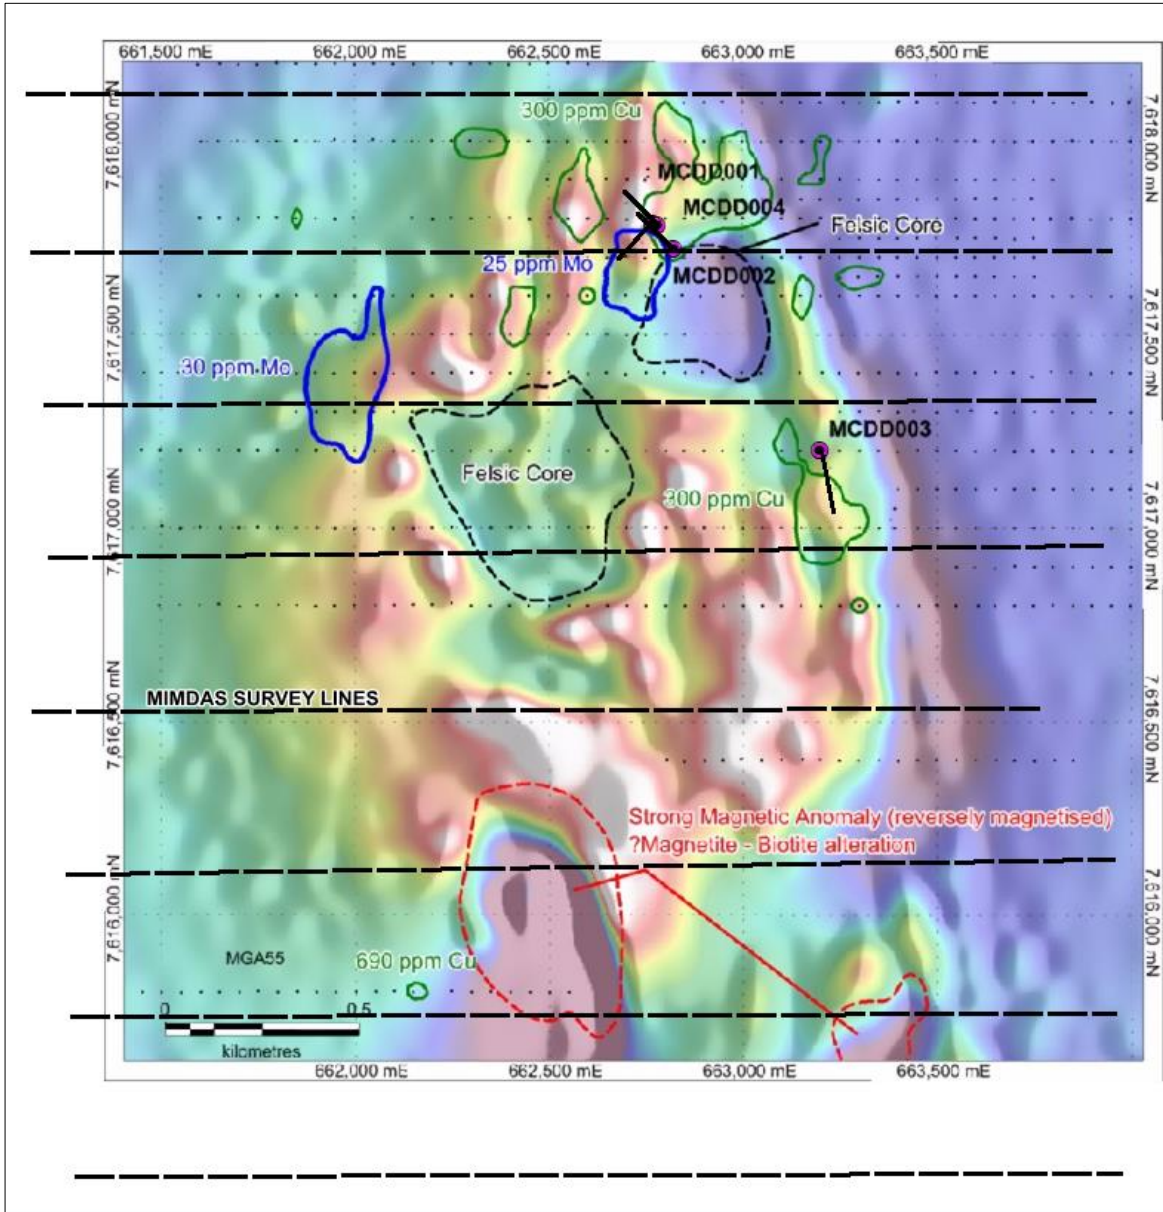 661,500 mE 662,000 mE 662,500 mE 663,000 mE 663,500 mE
7,618,000 mN
7,618,000 mN
300 ppm Cu
MCDD001
MCDD004
Felsic Core
25 ppm Mo
MCDD002
7,617,500 mN
7,617,500 mN
30 ppm Mo
MCDD003
Felsic Core
300 ppm Cu
7,617,000 mN
7,617,000 mN
MIMDAS SURVEY LINES
7,616,500 mN
7,616,500 mN
Strong Magnetic Anomaly (reversely magnetised)
?Magnetite - Biotite alteration
7,616,000 mN
7,616,000 mN
MGA55
690 ppm Cu
0 0.5
kilometres
662,000 mE 662,500 mE 663,000 mE 663,500 mE